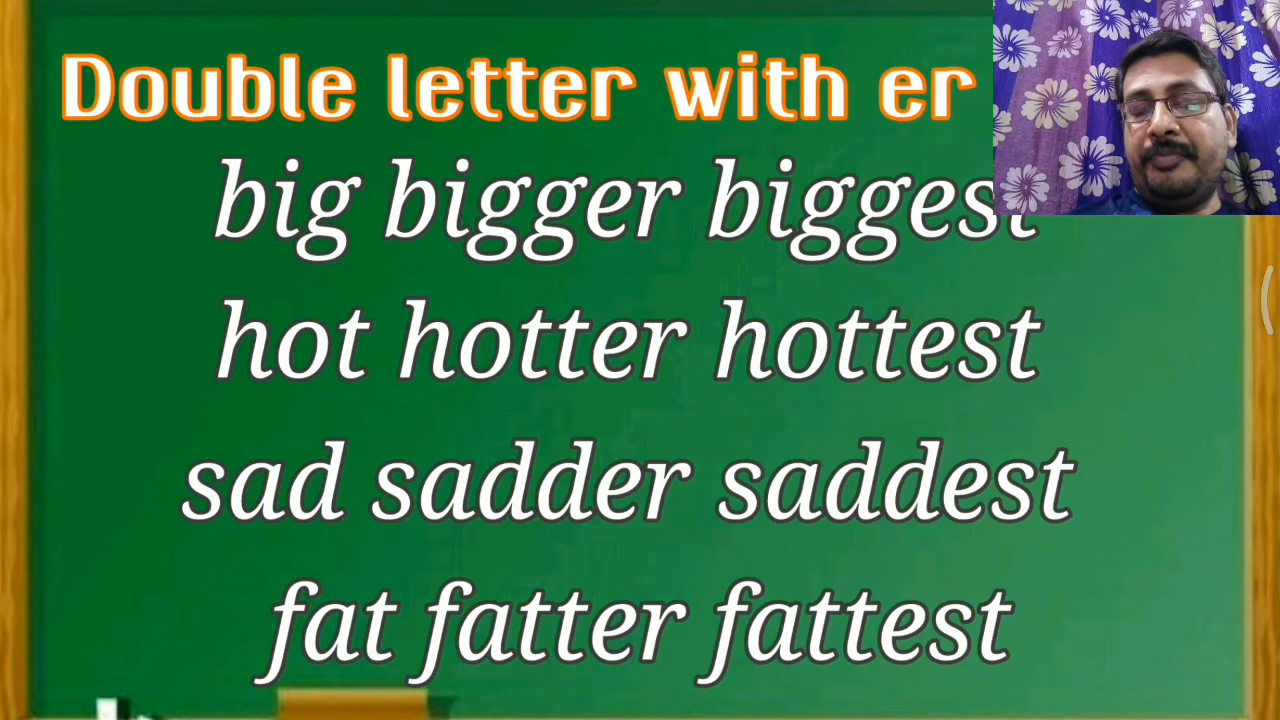 Double letter with er
big bigger biggest
hot hotter hottest
sad sadder saddest
fat fatter fattest